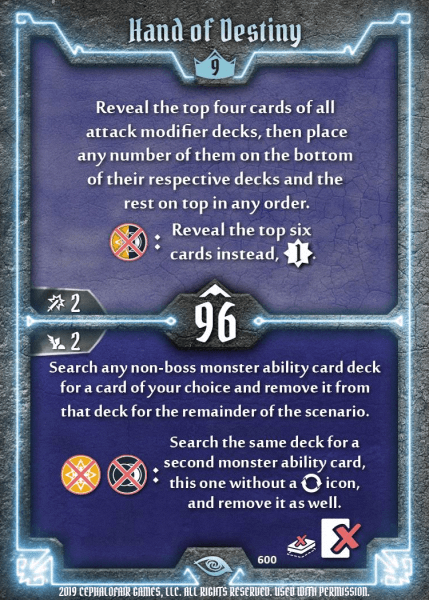 Hand of Destiny
9
Reveal the top four cards of all
attack modifier decks, then place
any number of them on the bottom
of their respective decks and the
rest on top in any order.
: Reveal the top six
cards instead, 1.
2
96
2
Search any non-boss monster ability card deck
for a card of your choice and remove it from
that deck for the remainder of the scenario.
: Search the same deck for a
second monster ability card,
this one without a icon,
and remove it as well.
600
2019 CEPHALOFAIR GAMES, LLC. ALL RIGHTS RESERVED. USED WITH PERMISSION.